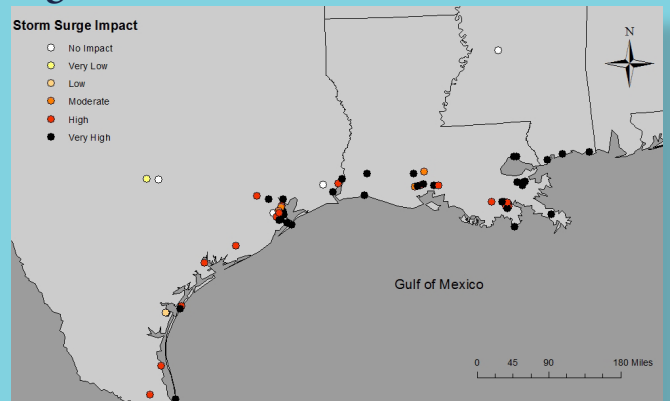 Storm Surge Impact
No Impact
Very Low
Low
Moderate
High
Very High
N
Gulf of Mexico
0 45 90 180 Miles